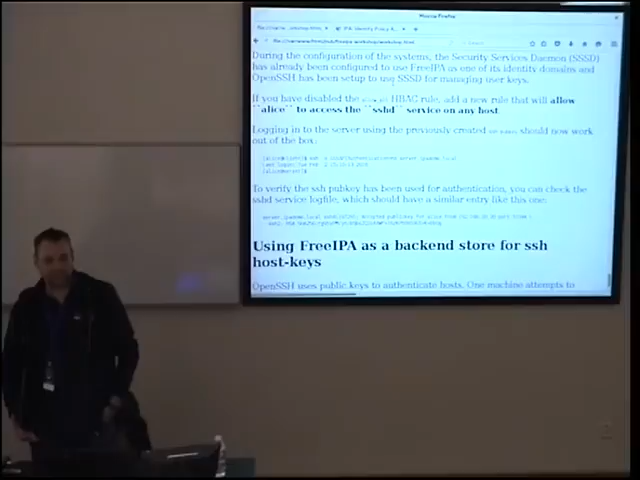 Mozilla Firefox
During the configuration of the systems, the Security Services Daemon (SSSD)
has already been configured to use FreeIPA as one of its identity domains and
OpenSSH has been setup to use SSSD for managing user keys.
If you have disabled the HBAC rule, add a new rule that will allow
``alice`` to access the ``sshd`` service on any host.
Logging in to the server using the previously created should now work
out of the box:
To verify the ssh pubkey has been used for authentication, you can check the
sshd service logfile, which should have a similar entry like this one:
Using FreeIPA as a backend store for ssh
host-keys
OpenSSH uses public keys to authenticate hosts. One machine attempts to